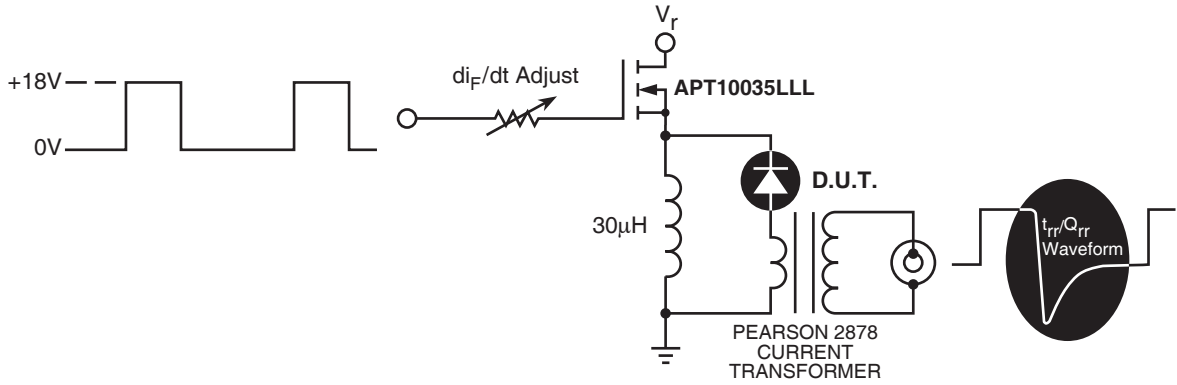 V_r
+18V
0V
di_F/dt Adjust
APT10035LLL
D.U.T.
30μH
t_rr/Q_rr
Waveform
PEARSON 2878
CURRENT
TRANSFORMER